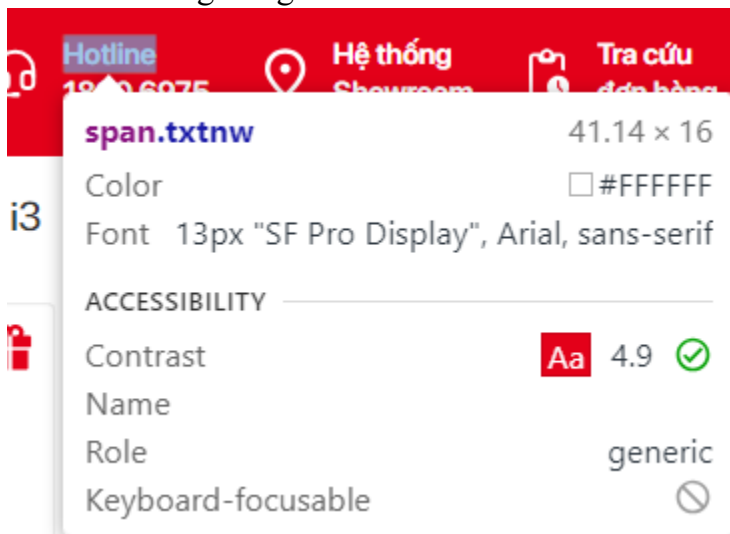 Hotline
Hệ thống
Tra cứu
span.txtnw
41.14 × 16
Color
#FFFFFF
i3
Font 13px "SF Pro Display", Arial, sans-serif
ACCESSIBILITY
Contrast
Aa 4.9
Name
Role
generic
Keyboard-focusable